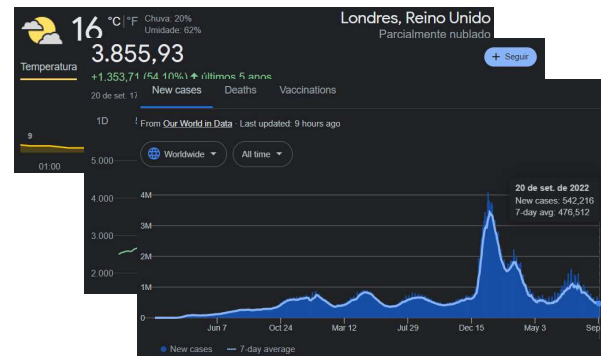 16 °C | °F
Chuva: 20%
Umidade: 62%
Londres, Reino Unido
Parcialmente nublado
Temperatura
9
01:00
3.855,93
+ Seguir
+1.353,71 (54,10%) ↑ últimos 5 anos
20 de set. 17
1D
5.000
4.000
3.000
2.000
New cases Deaths Vaccinations
From Our World in Data · Last updated: 9 hours ago
Worldwide
All time
20 de set. de 2022
New cases: 542,216
7-day avg: 476,512
4M
3M
2M
1M
0
Jun 7 Oct 24 Mar 12 Jul 29 Dec 15 May 3 Sep
New cases 7-day average